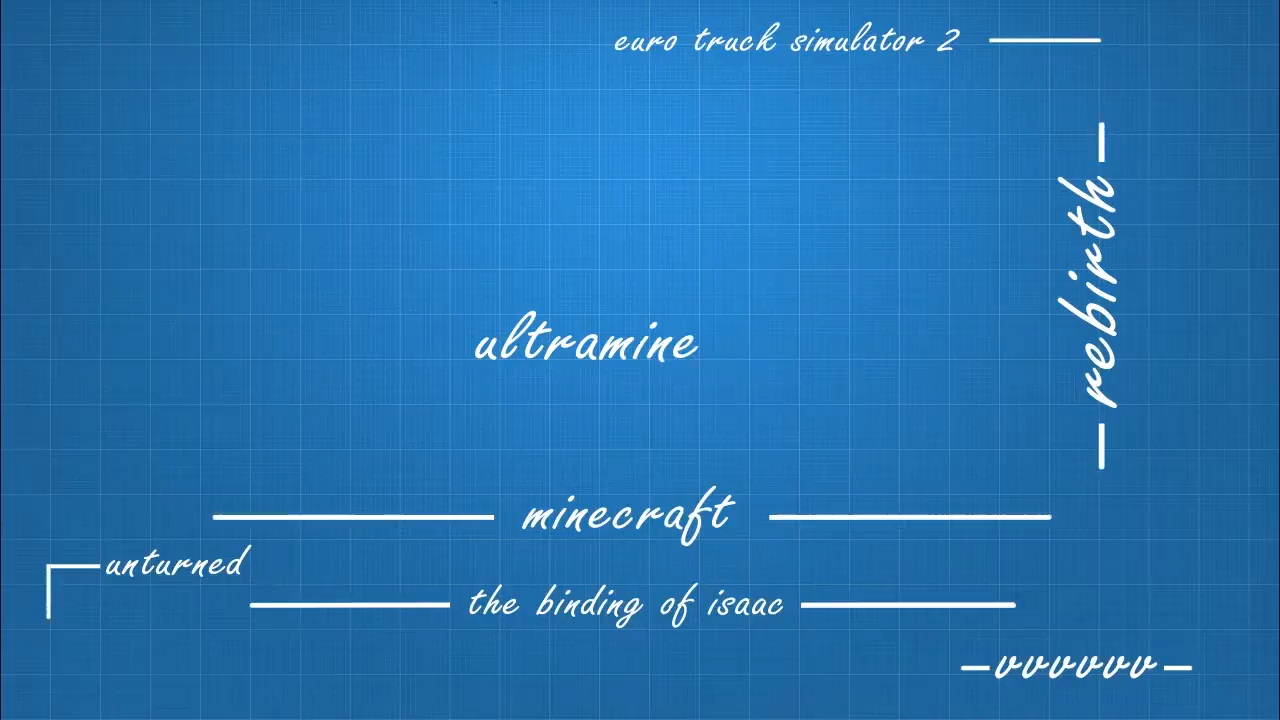 euro truck simulator 2
rebirth
ultramine
minecraft
unturned
the binding of isaac
vvvvvv